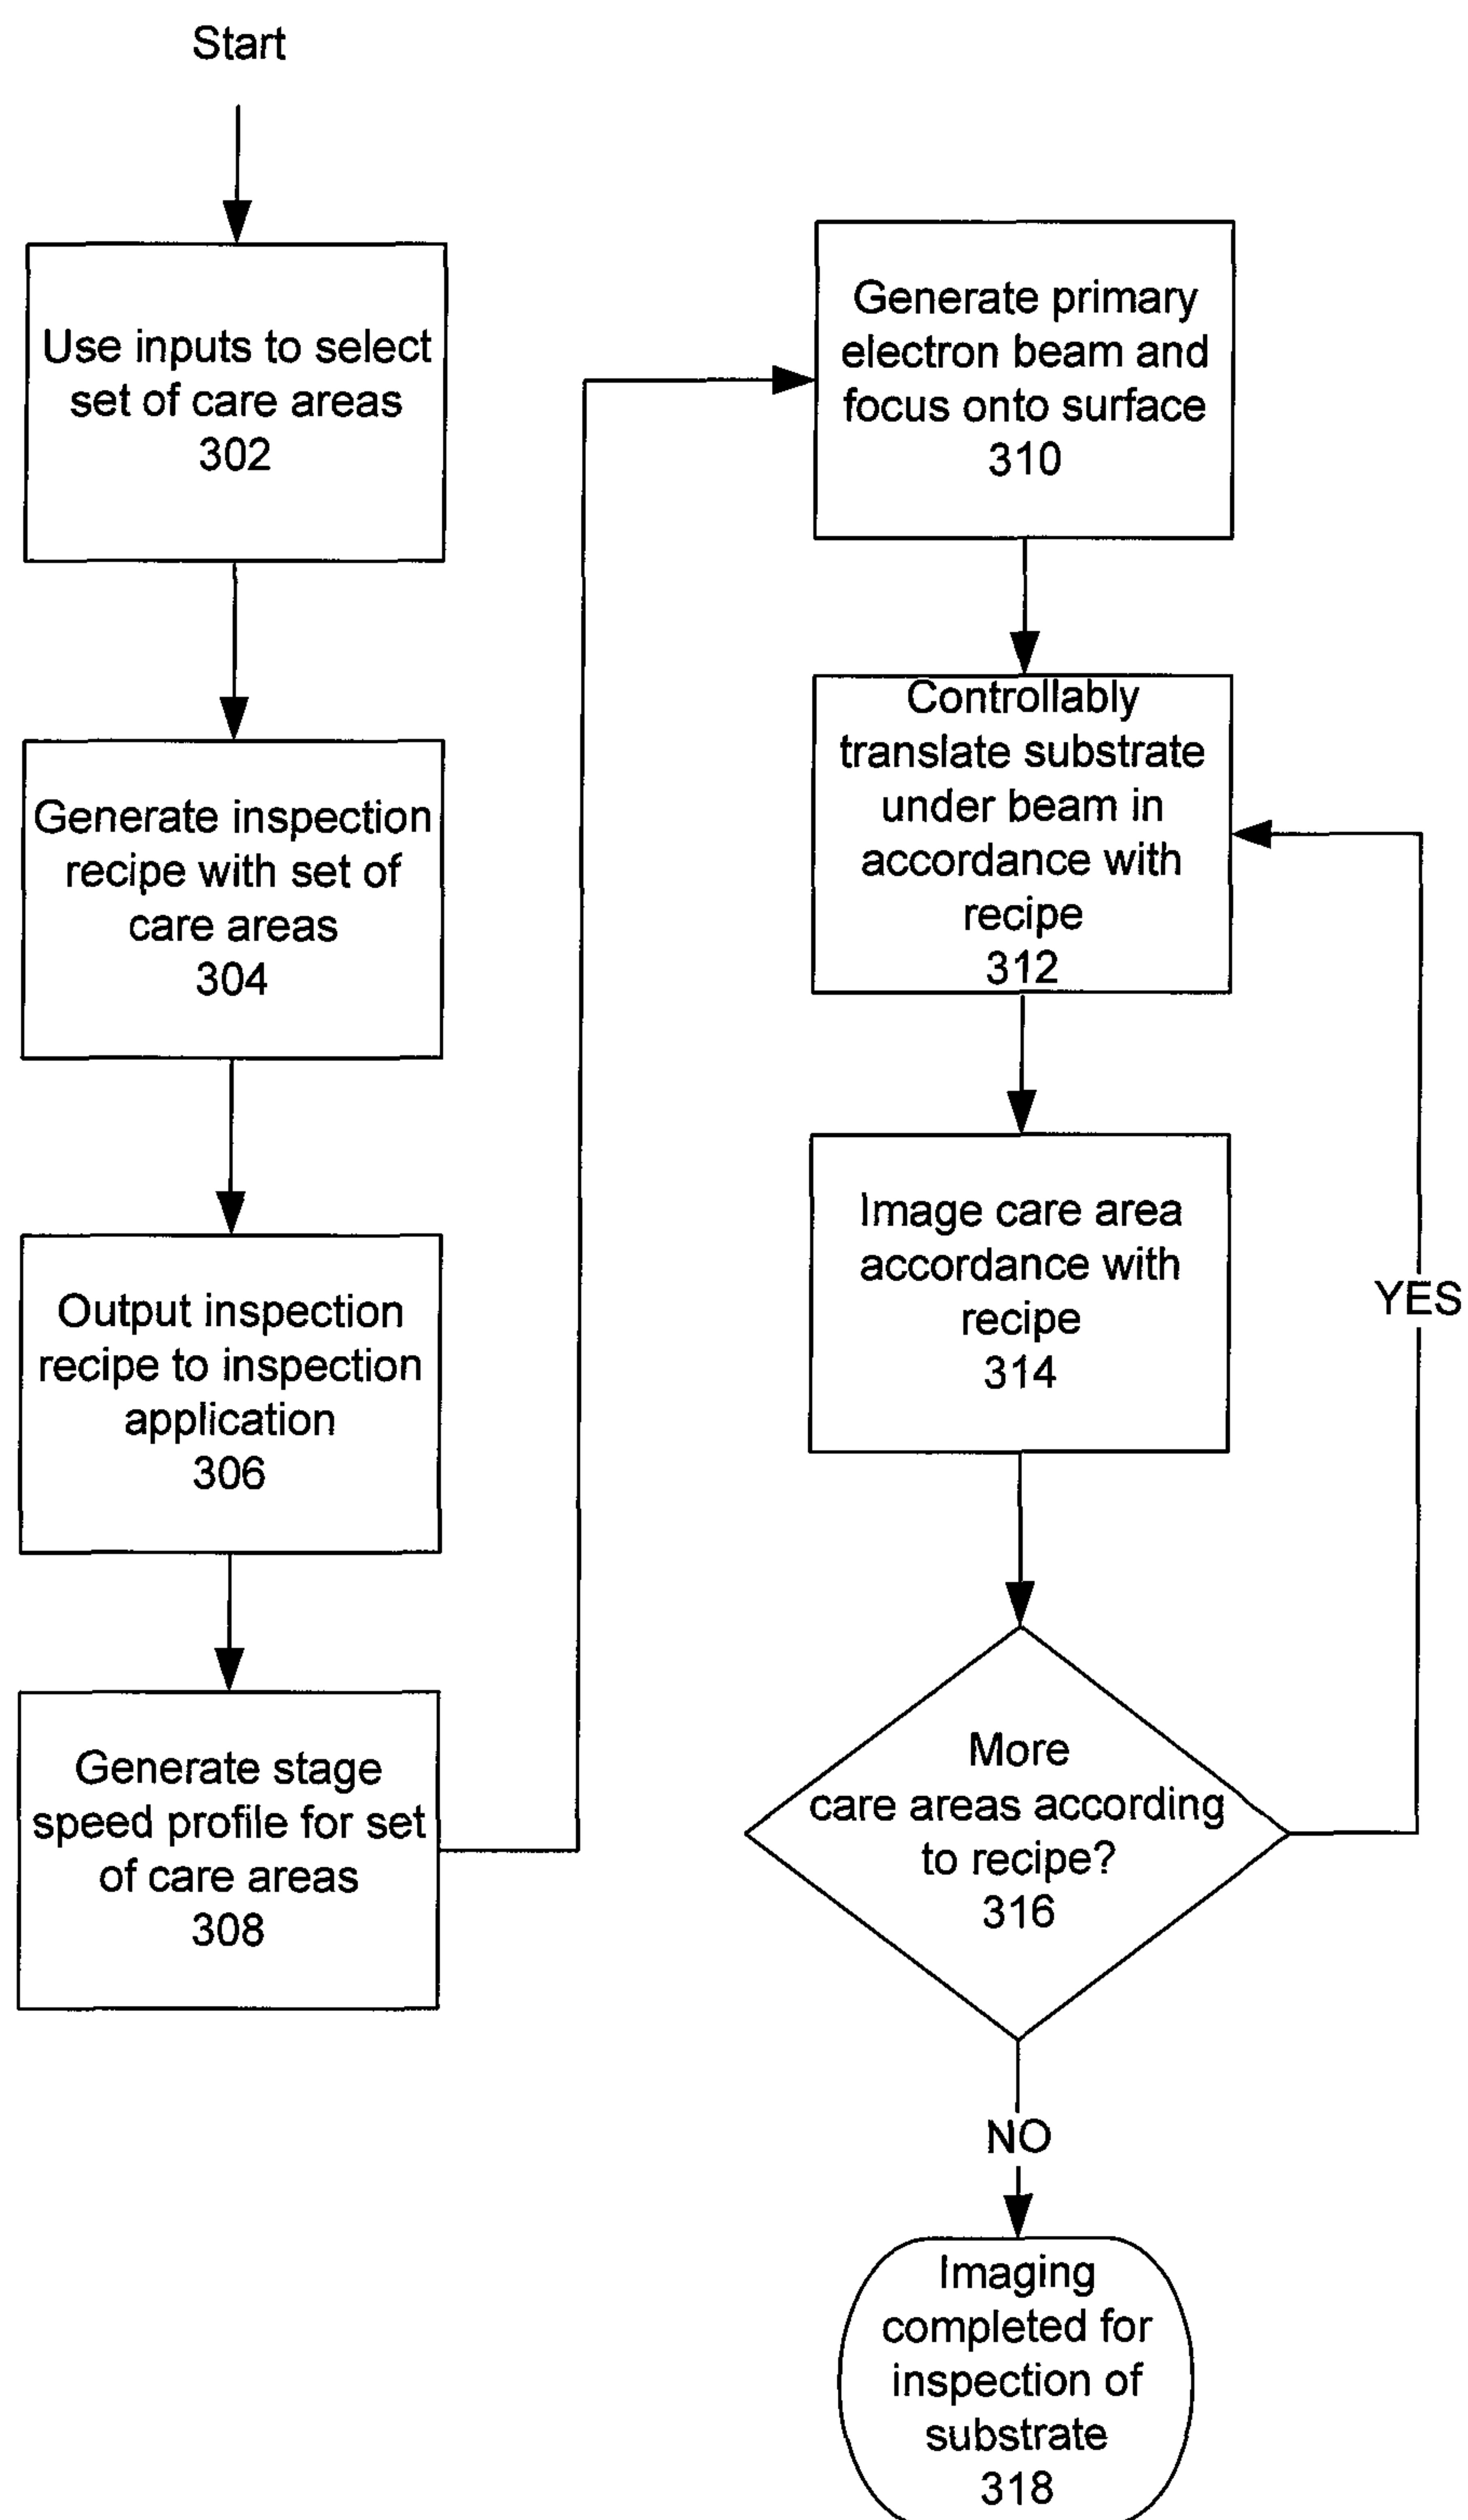 Start
Use inputs to select
set of care areas
302
Generate inspection
recipe with set of
care areas
304
Output inspection
recipe to inspection
application
306
Generate stage
speed profile for set
of care areas
308
Generate primary
electron beam and
focus onto surface
310
Controllably
translate substrate
under beam in
accordance with
recipe
312
Image care area
accordance with
recipe
314
YES
More
care areas according
to recipe?
316
NO
Imaging
completed for
inspection of
substrate
318